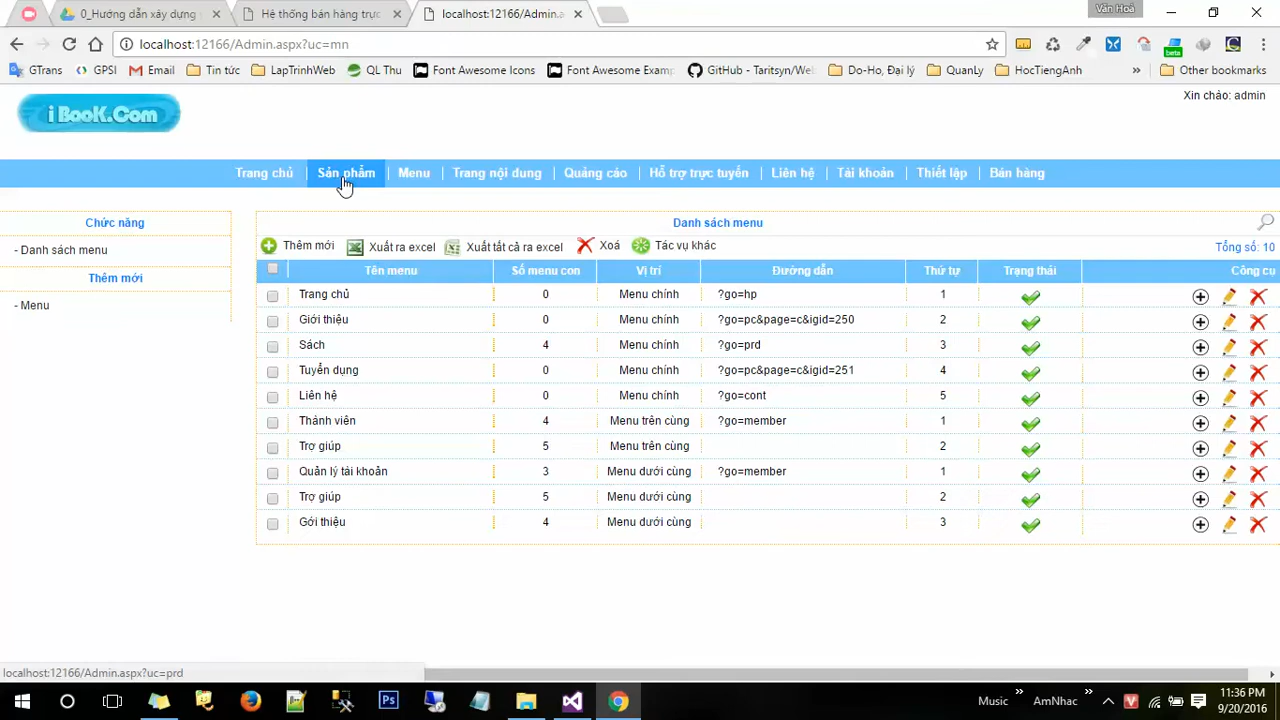 0_Hướng dẫn xây dựng
Hệ thống bán hàng trực
localhost:12166/Admin.a
Văn Hoà
localhost:12166/Admin.aspx?uc=mn
GTrans
GPSI
Email
Tin tức
LapTrinhWeb
QL Thu
Font Awesome Icons
Font Awesome Examp
GitHub - Taritsyn/We
Do-Ho, Đại lý
QuanLy
HocTiengAnh
»
Other bookmarks
beta
iBooK.Com
Xin chảo: admin
Trang chủ
Sản phẩm
Menu
Trang nội dung
Quảng cáo
Hỗ trợ trực tuyến
Liên hệ
Tài khoản
Thiết lập
Bán hàng
Chức năng
- Danh sách menu
Thêm mới
- Menu
Danh sách menu
Thêm mới
Xuất ra excel
Xuất tất cả ra excel
Xoá
Tác vụ khác
Tổng số: 10
Tên menu Số menu con Vị trí Đường dẫn Thứ tự Trạng thái Công cụ
Trang chủ 0 Menu chính ?go=hp 1
Giới thiệu 0 Menu chính ?go=pc&page=c&igid=250 2
Sách 4 Menu chính ?go=prd 3
Tuyển dụng 0 Menu chính ?go=pc&page=c&igid=251 4
Liên hệ 0 Menu chính ?go=cont 5
Thành viên 4 Menu trên cùng ?go=member 1
Trợ giúp 5 Menu trên cùng 2
Quản lý tài khoản 3 Menu dưới cùng ?go=member 1
Trợ giúp 5 Menu dưới cùng 2
Gới thiệu 4 Menu dưới cùng 3
localhost:12166/Admin.aspx?uc=prd
Ps
Music
»
AmNhac
»
V
11:36 PM
9/20/2016